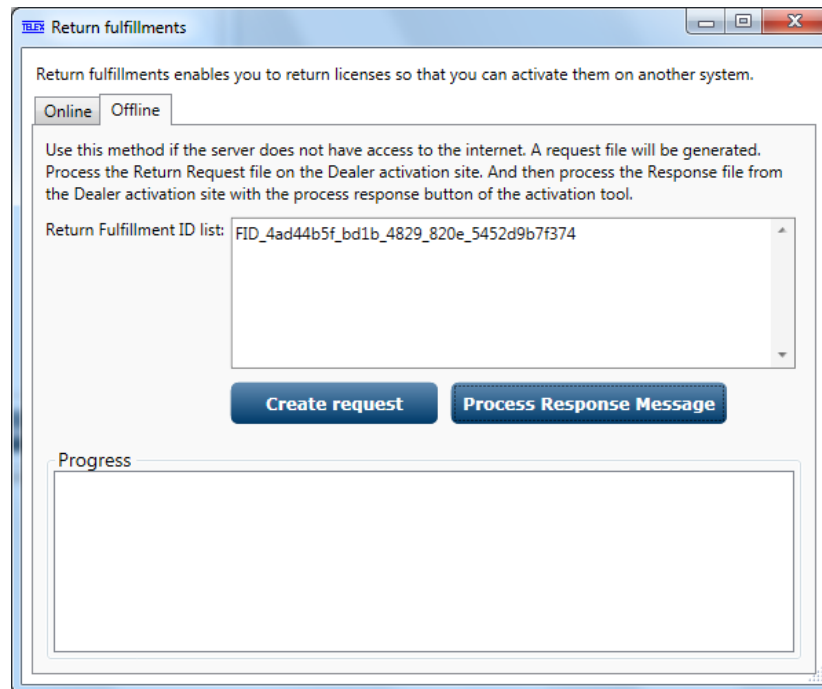 TELEX Return fulfillments
Return fulfillments enables you to return licenses so that you can activate them on another system.
Online Offline
Use this method if the server does not have access to the internet. A request file will be generated.
Process the Return Request file on the Dealer activation site. And then process the Response file from
the Dealer activation site with the process response button of the activation tool.
Return Fulfillment ID list: FID_4ad44b5f_bd1b_4829_820e_5452d9b7f374
Create request Process Response Message
Progress